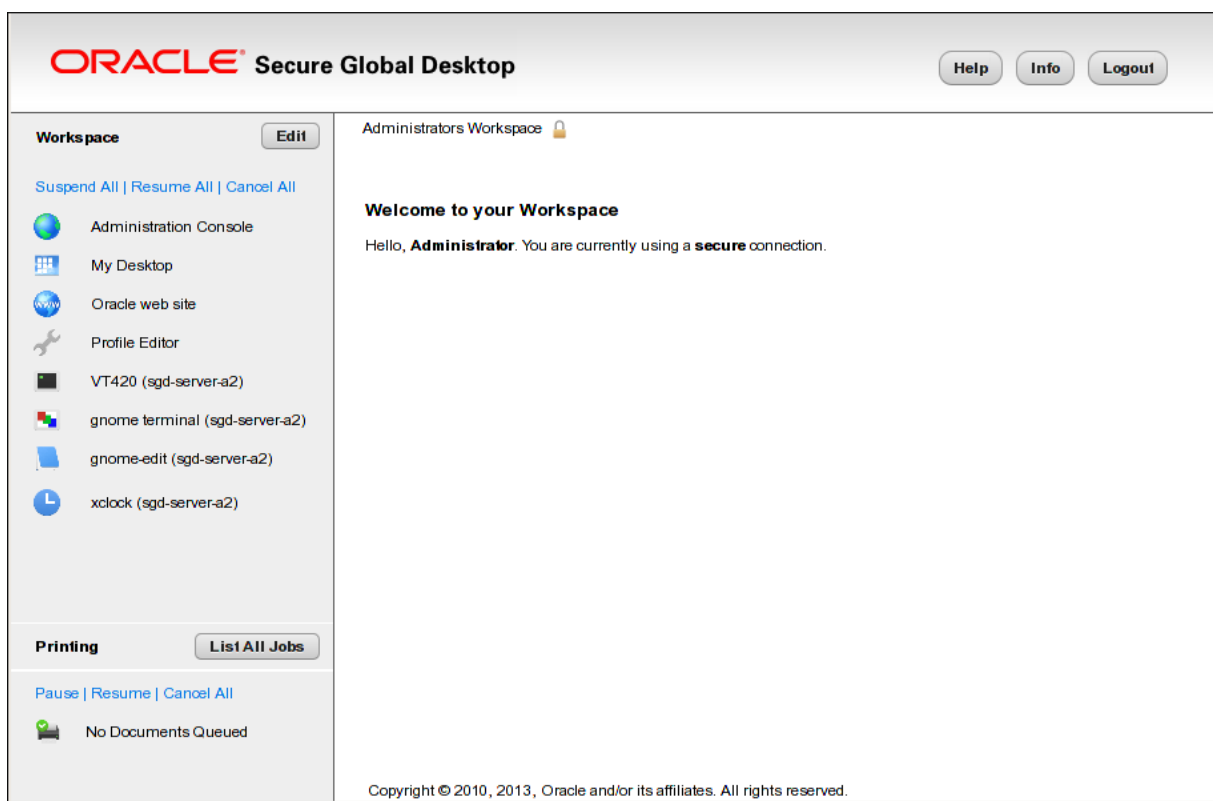 ORACLE Secure Global Desktop
Help Info Logout
Workspace Edit
Suspend All | Resume All | Cancel All
Administration Console
My Desktop
www Oracle web site
Profile Editor
VT420 (sgd-server-a2)
gnome terminal (sgd-server-a2)
gnome-edit (sgd-server-a2)
xclock (sgd-server-a2)
Printing List All Jobs
Pause | Resume | Cancel All
No Documents Queued
Administrators Workspace
Welcome to your Workspace
Hello, Administrator. You are currently using a secure connection.
Copyright © 2010, 2013, Oracle and/or its affiliates. All rights reserved.